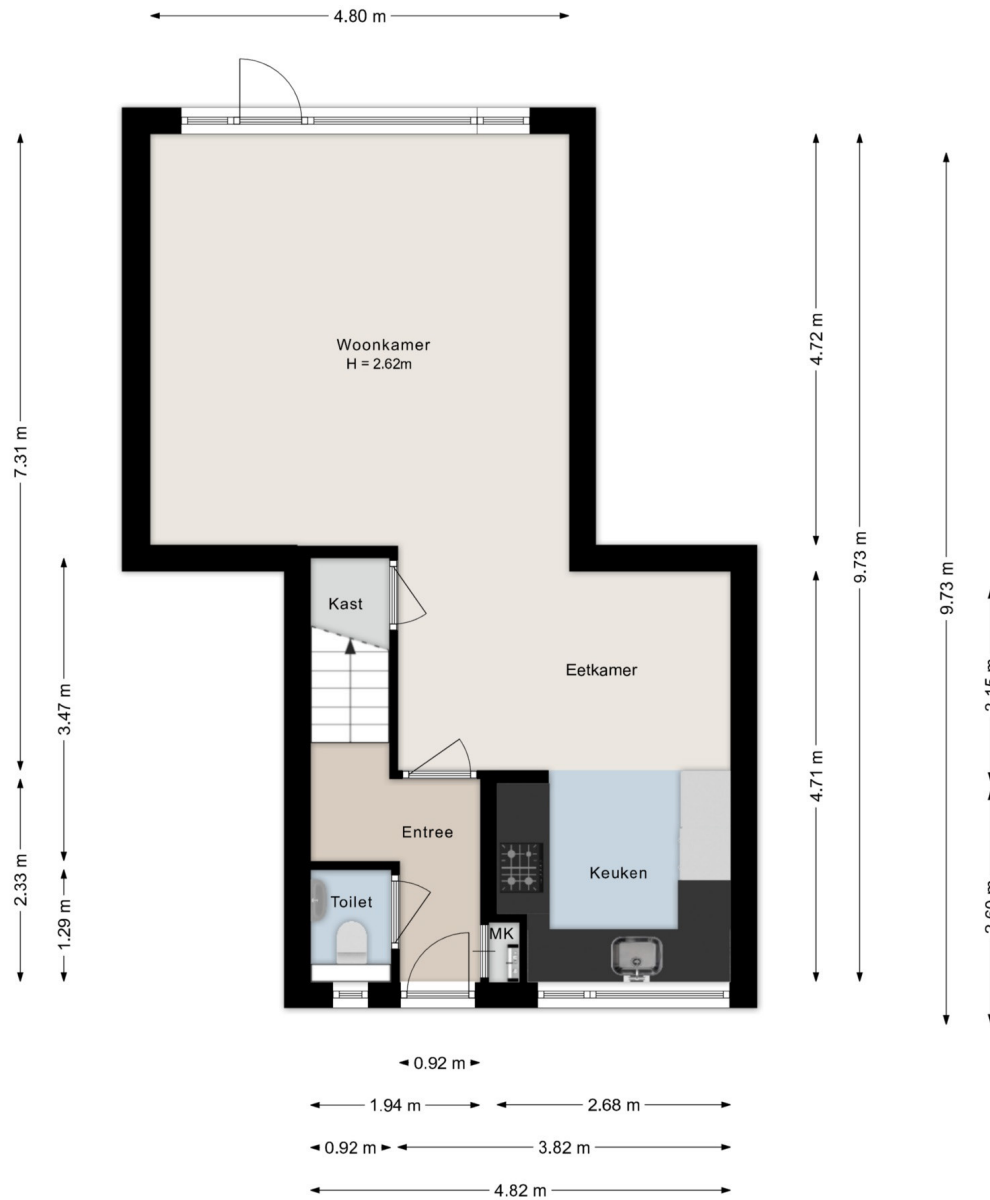 4.80 m
Woonkamer
H = 2.62m
4.72 m
7.31 m
9.73 m
9.73 m
Kast
Eetkamer
3.47 m
4.71 m
Entree
Keuken
2.33 m
1.29 m
Toilet
MK
0.92 m
1.94 m
2.68 m
0.92 m
3.82 m
4.82 m